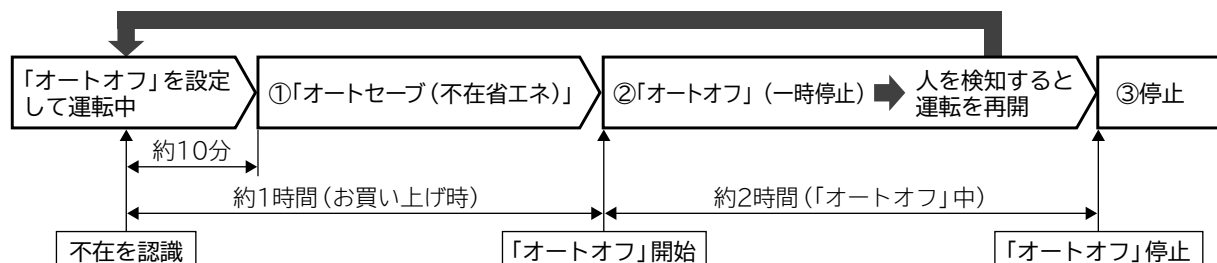 「オートオフ」を設定
して運転中
①「オートセーブ(不在省エネ)」
②「オートオフ」(一時停止)
人を検知すると
運転を再開
③停止
約10分
約1時間(お買い上げ時)
約2時間(「オートオフ」中)
不在を認識
「オートオフ」開始
「オートオフ」停止